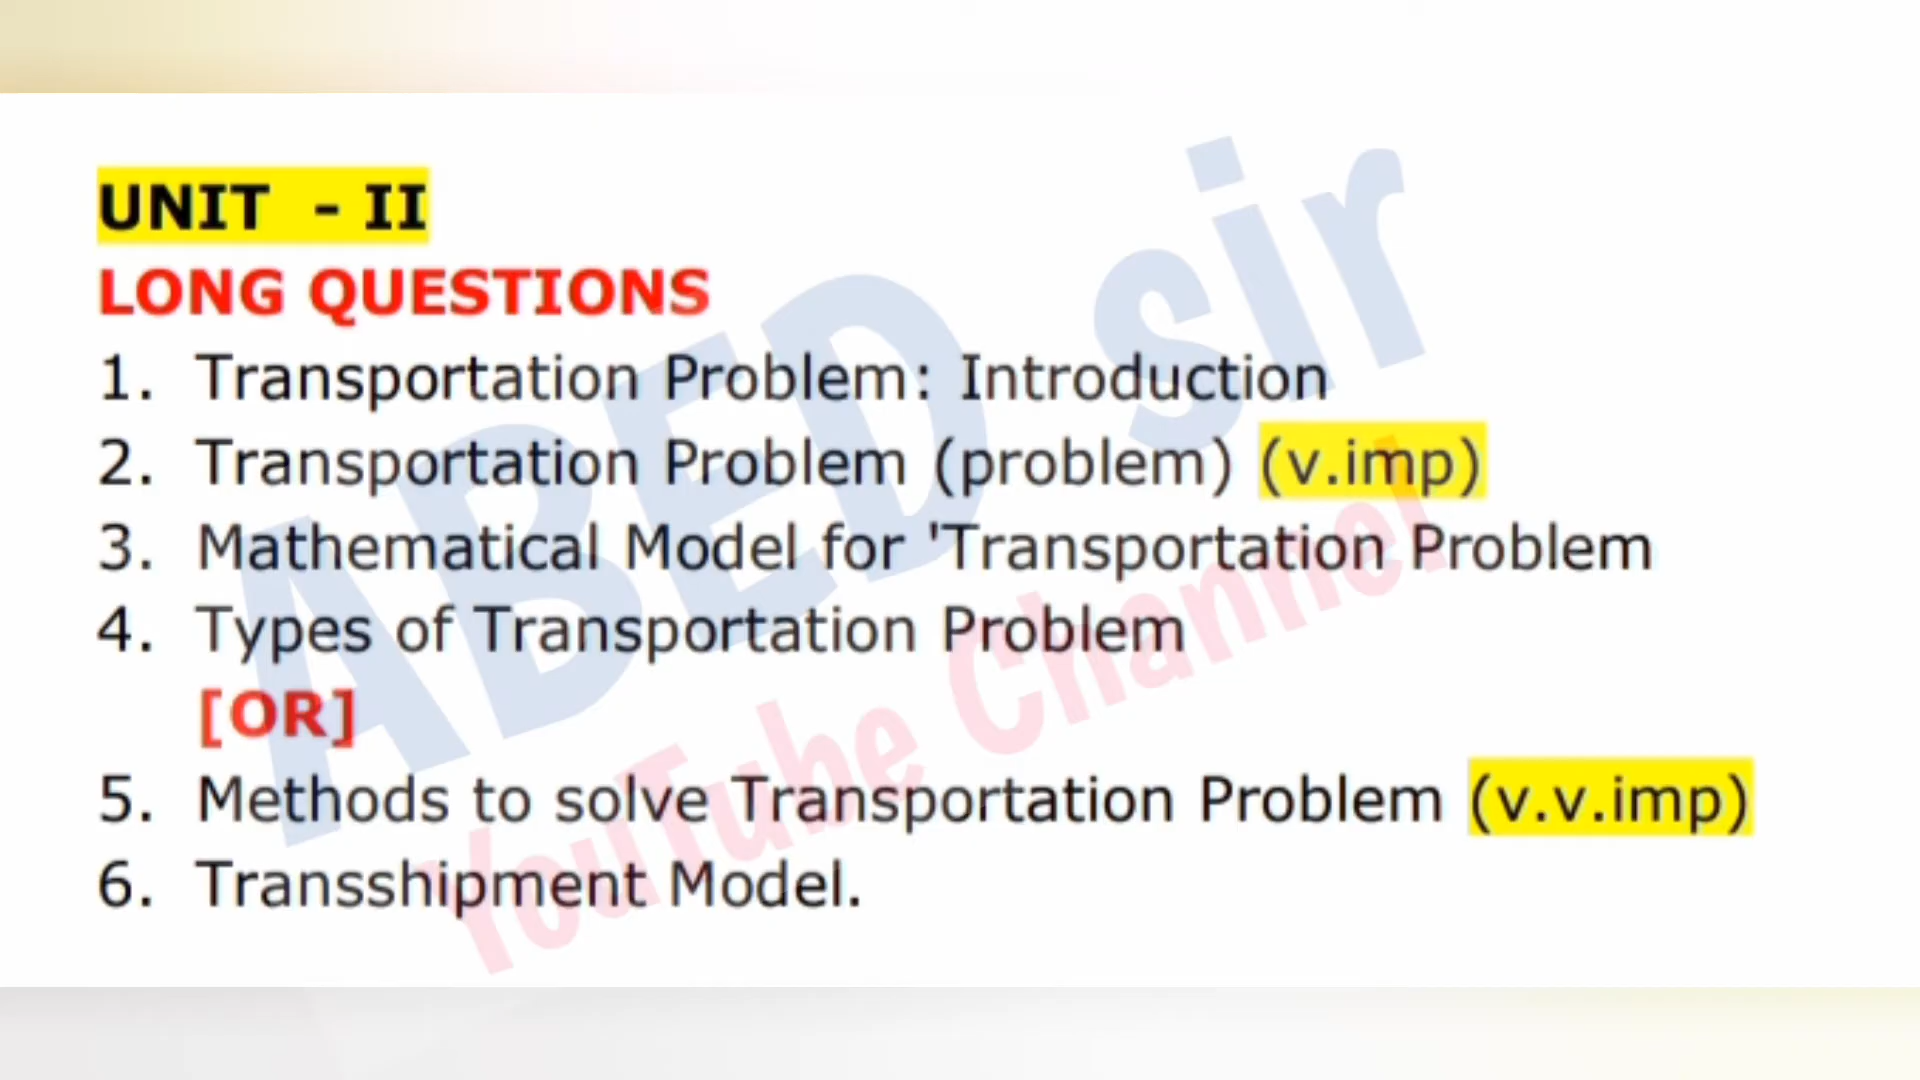 UNIT - II
LONG QUESTIONS
1. Transportation Problem: Introduction
2. Transportation Problem (problem) (v.imp)
3. Mathematical Model for 'Transportation Problem
4. Types of Transportation Problem
[OR]
5. Methods to solve Transportation Problem (v.v.imp)
6. Transshipment Model.
ABED sir
YouTube Channel